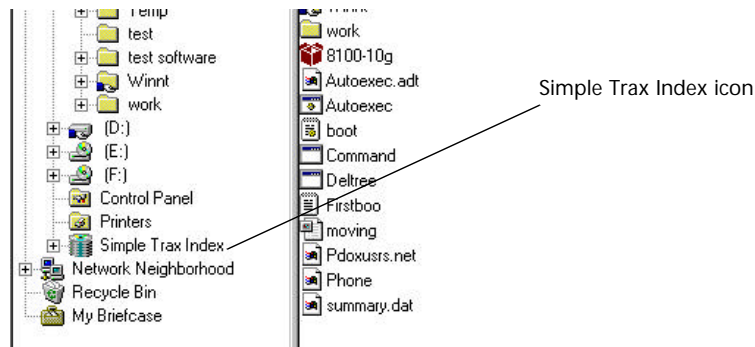 Temp
test
test software
Winnt
work
(D:)
(E:)
(F:)
Control Panel
Printers
Simple Trax Index
Network Neighborhood
Recycle Bin
My Briefcase
Winnt
work
8100-10g
Autoexec.adt
Autoexec
boot
Command
Deltree
Firstboo
moving
Pdoxusrs.net
Phone
summary.dat
Simple Trax Index icon